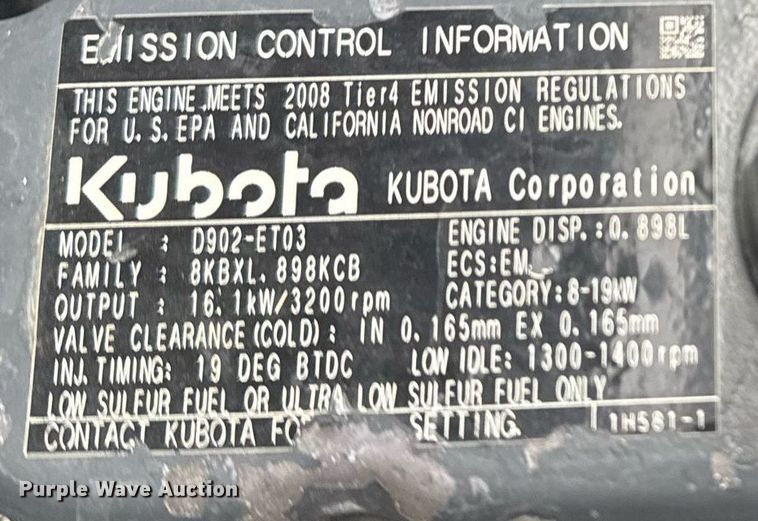 EMISSION CONTROL INFORMATION
THIS ENGINE MEETS 2008 Tier4 EMISSION REGULATIONS
FOR U.S.EPA AND CALIFORNIA NONROAD CI ENGINES.
Kubota KUBOTA Corporation
MODEL : D902-ET03 ENGINE DISP.:0.898L
FAMILY : 8KBXL.898KCB ECS:EM
OUTPUT : 16.1kW/3200rpm CATEGORY:8-19kW
VALVE CLEARANCE(COLD): IN 0.165mm EX 0.165mm
INJ.TIMING: 19 DEG BTDC LOW IDLE: 1300-1400rpm
LOW SULFUR FUEL OR ULTRA LOW SULFUR FUEL ONLY
CONTACT KUBOTA SETTING. 1H581-1
Purple Wave Auction